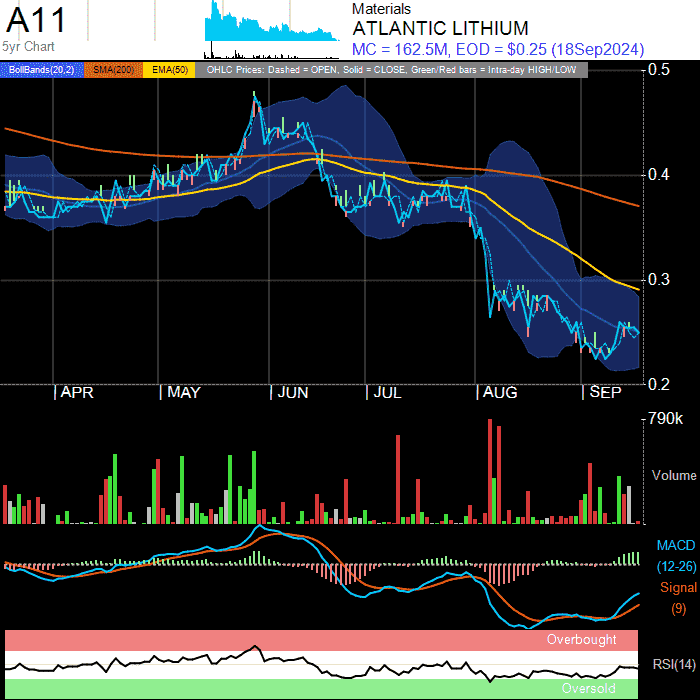 A11
5yr Chart
Materials
ATLANTIC LITHIUM
MC = 162.5M, EOD = $0.25 (18Sep2024)
BollBands(20,2) SMA(200) EMA(50) OHLC Prices: Dashed = OPEN, Solid = CLOSE, Green/Red bars = Intra-day HIGH/LOW
0.5
0.4
0.3
0.2
APR MAY JUN JUL AUG SEP
790k
Volume
MACD
(12-26)
Signal
(9)
Overbought
RSI(14)
Oversold